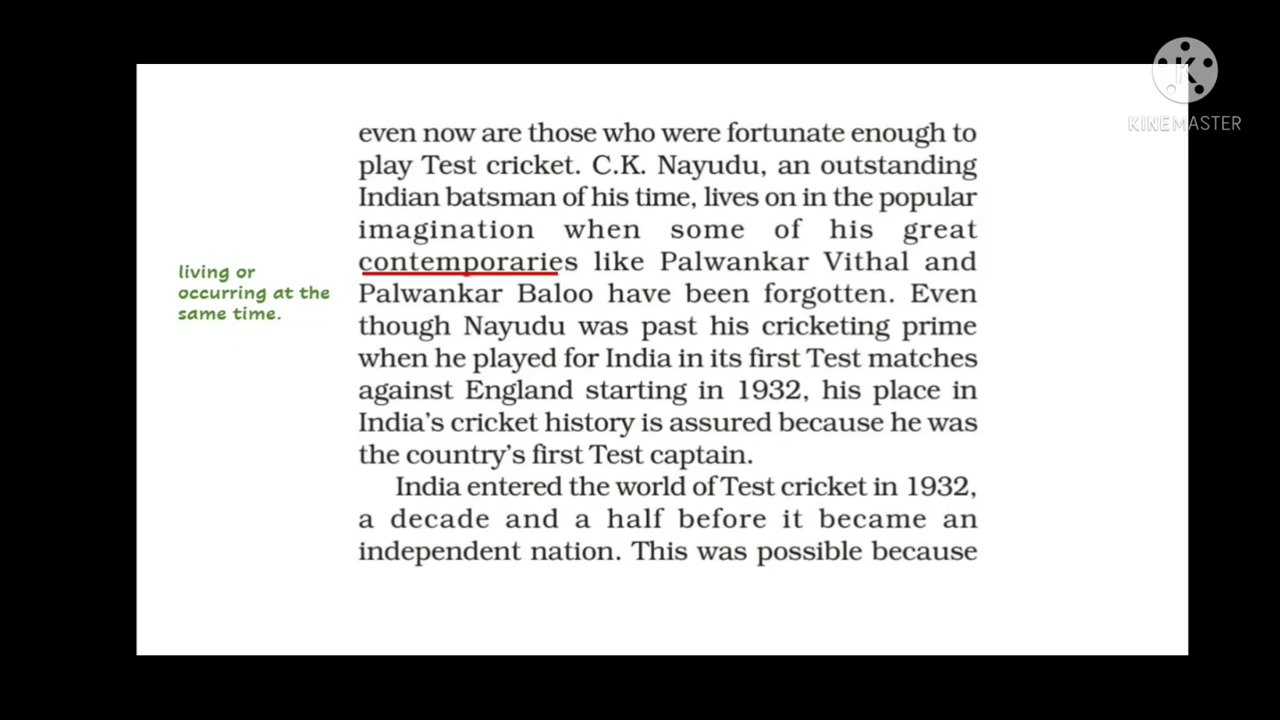 KINEMASTER
even now are those who were fortunate enough to
play Test cricket. C.K. Nayudu, an outstanding
Indian batsman of his time, lives on in the popular
imagination when some of his great
contemporaries like Palwankar Vithal and
Palwankar Baloo have been forgotten. Even
though Nayudu was past his cricketing prime
when he played for India in its first Test matches
against England starting in 1932, his place in
India's cricket history is assured because he was
the country's first Test captain.
India entered the world of Test cricket in 1932,
a decade and a half before it became an
independent nation. This was possible because
living or
occurring at the
same time.